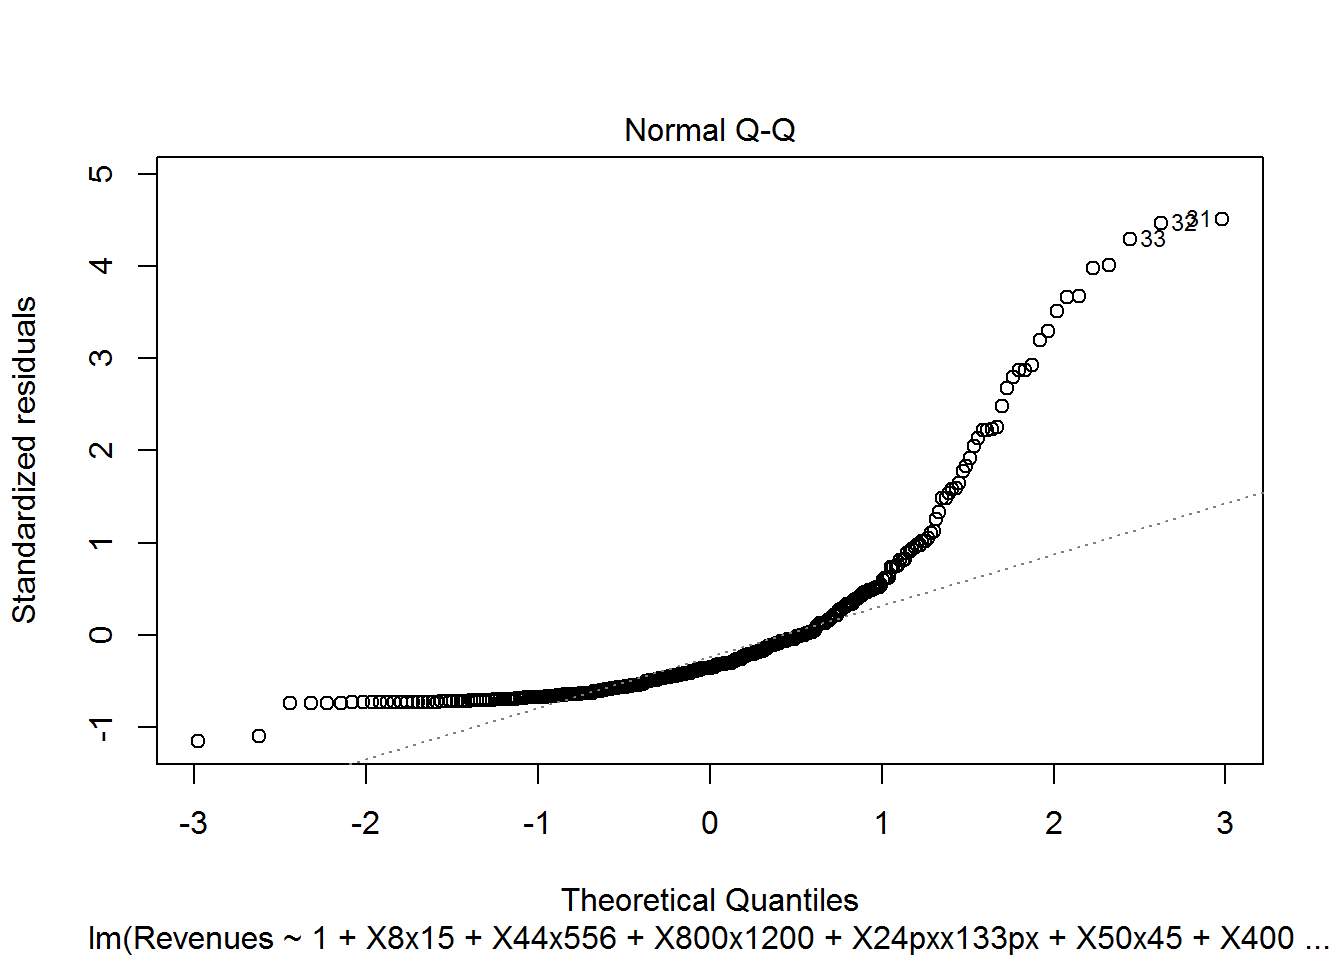 Normal Q-Q
5
4
3
2
1
0
-1
Standardized residuals
31
32
33
-3 -2 -1 0 1 2 3
Theoretical Quantiles
lm(Revenues ~ 1 + X8x15 + X44x556 + X800x1200 + X24pxx133px + X50x45 + X400 ...